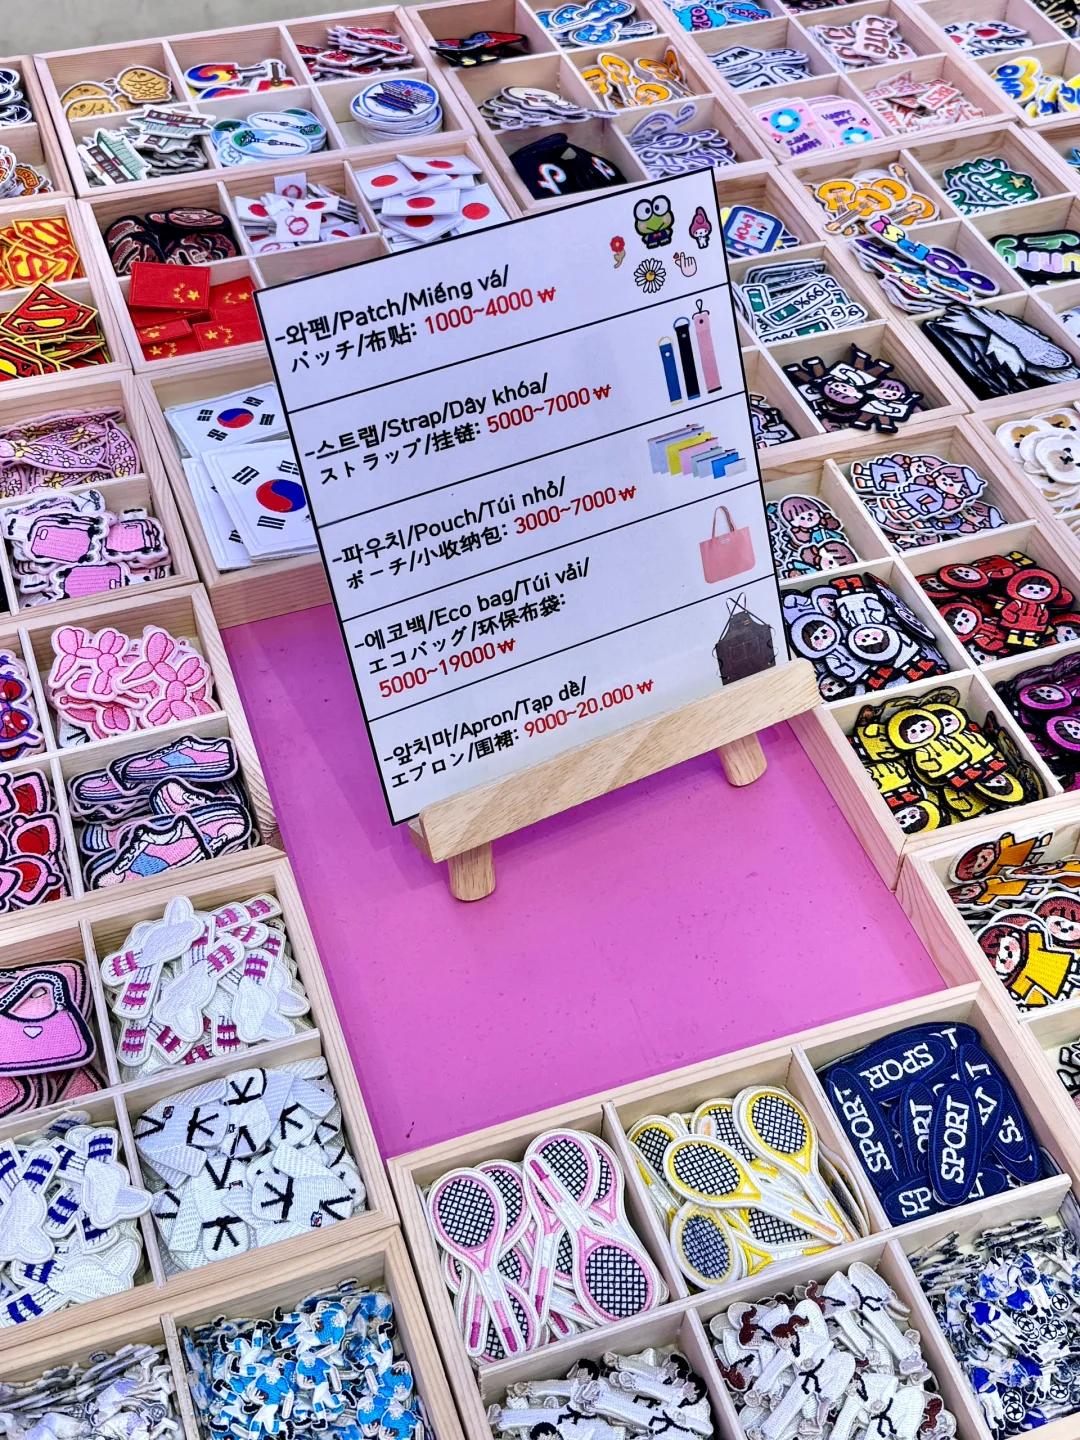 -와펜/Patch/Miếng vá/
パッチ/布贴: 1000~4000 ₩
-스트랩/Strap/Dây khóa/
ストラップ/挂链: 5000~7000 ₩
-파우치/Pouch/Túi nhỏ/
ポーチ/小收纳包: 3000~7000 ₩
-에코백/Eco bag/Túi vải/
エコバッグ/环保布袋:
5000~19000 ₩
-앞치마/Apron/Tạp dề/
エプロン/围裙: 9000~20.000 ₩
SPORT
SPORT
SPORT